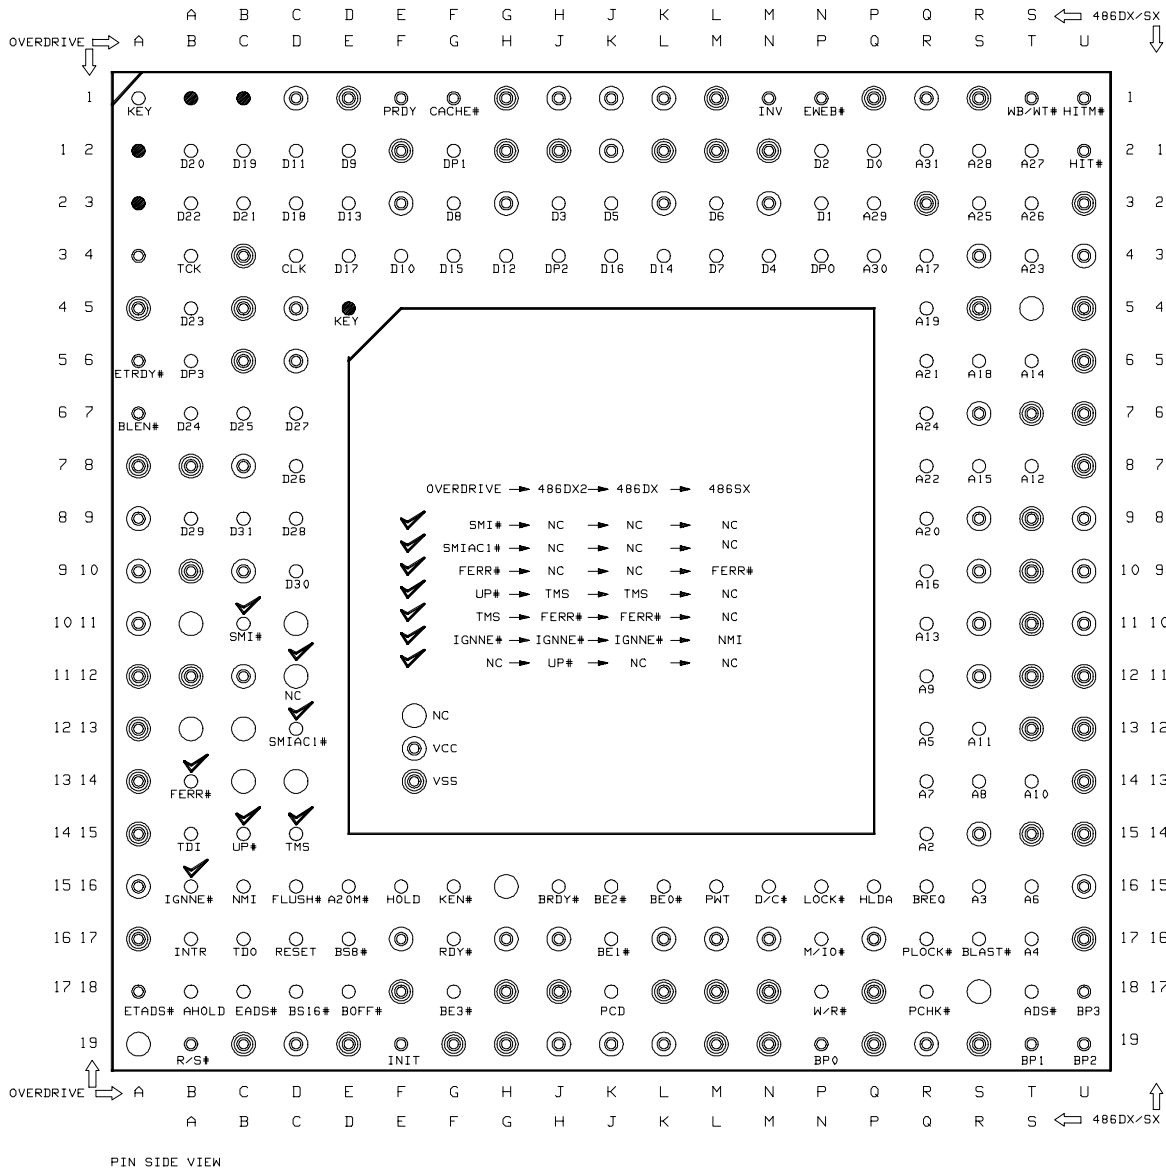 A B C D E F G H J K L M N P Q R S 486DX/SX
OVERDRIVE A B C D E F G H J K L M N P Q R S T U
1 1
KEY PRDY CACHE# INV EWEB# WB/WT# HITM#
1 2 2 1
D20 D19 D11 D9 DP1 D2 D0 A31 A28 A27 HIT#
2 3 3 2
D22 D21 D18 D13 D8 D3 D5 D6 D1 A29 A25 A26
3 4 4 3
TCK CLK D17 D10 D15 D12 DP2 D16 D14 D7 D4 DP0 A30 A17 A23
4 5 5 4
D23 KEY A19
5 6 6 5
ETRDY# DP3 A21 A18 A14
6 7 7 6
BLEN# D24 D25 D27 A24
7 8 8 7
D26 A22 A15 A12
OVERDRIVE 486DX2 486DX 486SX
8 9 9 8
SMI# NC NC NC
D29 D31 D28 A20
SMIAC1# NC NC NC
9 10 10 9
FERR# NC NC FERR#
D30 A16
UP# TMS TMS NC
10 11 11 10
TMS FERR# FERR# NC
SMI# A13
IGNNE# IGNNE# IGNNE# NMI
NC UP# NC NC
11 12 12 11
NC A9
NC
12 13 13 12
SMIAC1# A5 A11
VCC
13 14 14 13
VSS
FERR# A7 A8 A10
14 15 15 14
TDI UP# TMS A2
15 16 16 15
IGNNE# NMI FLUSH# A20M# HOLD KEN# BRDY# BE2# BE0# PWT D/C# LOCK# HLDA BREQ A3 A6
16 17 17 16
INTR TDO RESET BS8# RDY# BE1# M/IO# PLOCK# BLAST# A4
17 18 18 17
ETADS# AHOLD EADS# BS16# BOFF# BE3# PCD W/R# PCHK# ADS# BP3
19 19
R/S# INIT BP0 BP1 BP2
OVERDRIVE A B C D E F G H J K L M N P Q R S T U
A B C D E F G H J K L M N P Q R S 486DX/SX
PIN SIDE VIEW